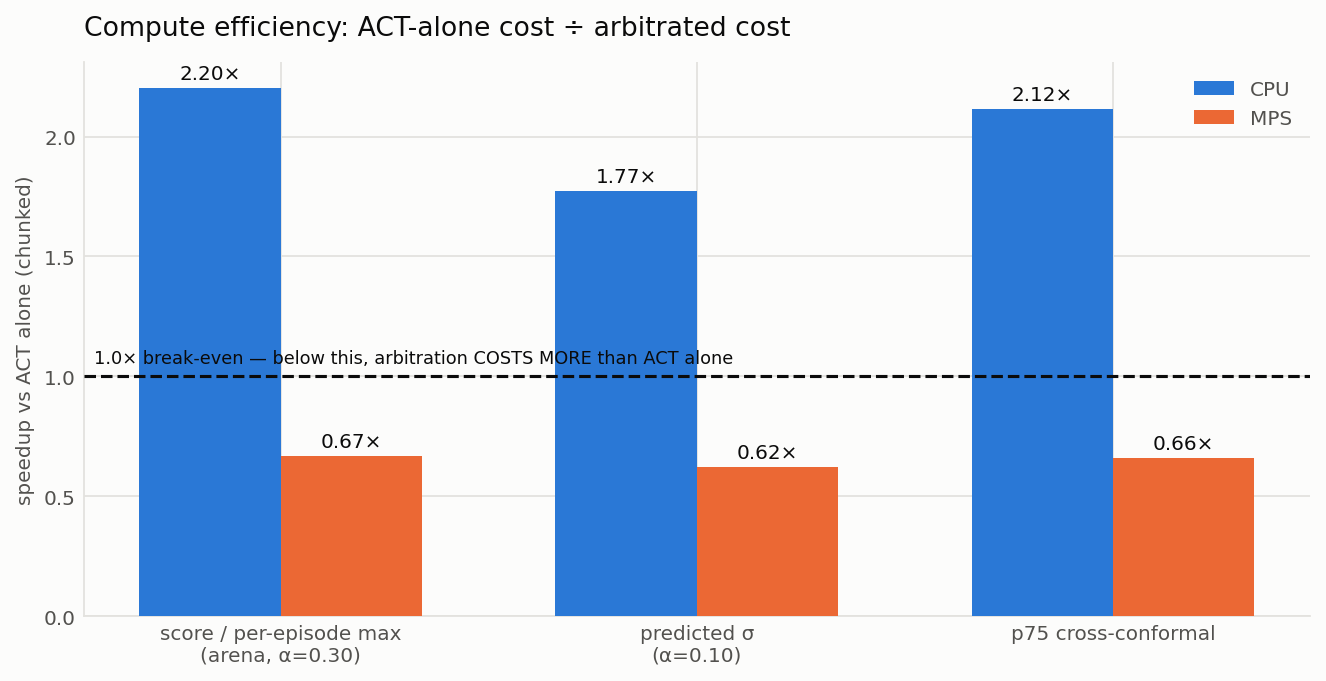 Compute efficiency: ACT-alone cost ÷ arbitrated cost
speedup vs ACT alone (chunked)
2.0
1.5
1.0
0.5
0.0
2.20×
1.77×
2.12×
CPU
MPS
1.0× break-even — below this, arbitration COSTS MORE than ACT alone
0.67×
0.62×
0.66×
score / per-episode max
(arena, α=0.30)
predicted σ
(α=0.10)
p75 cross-conformal